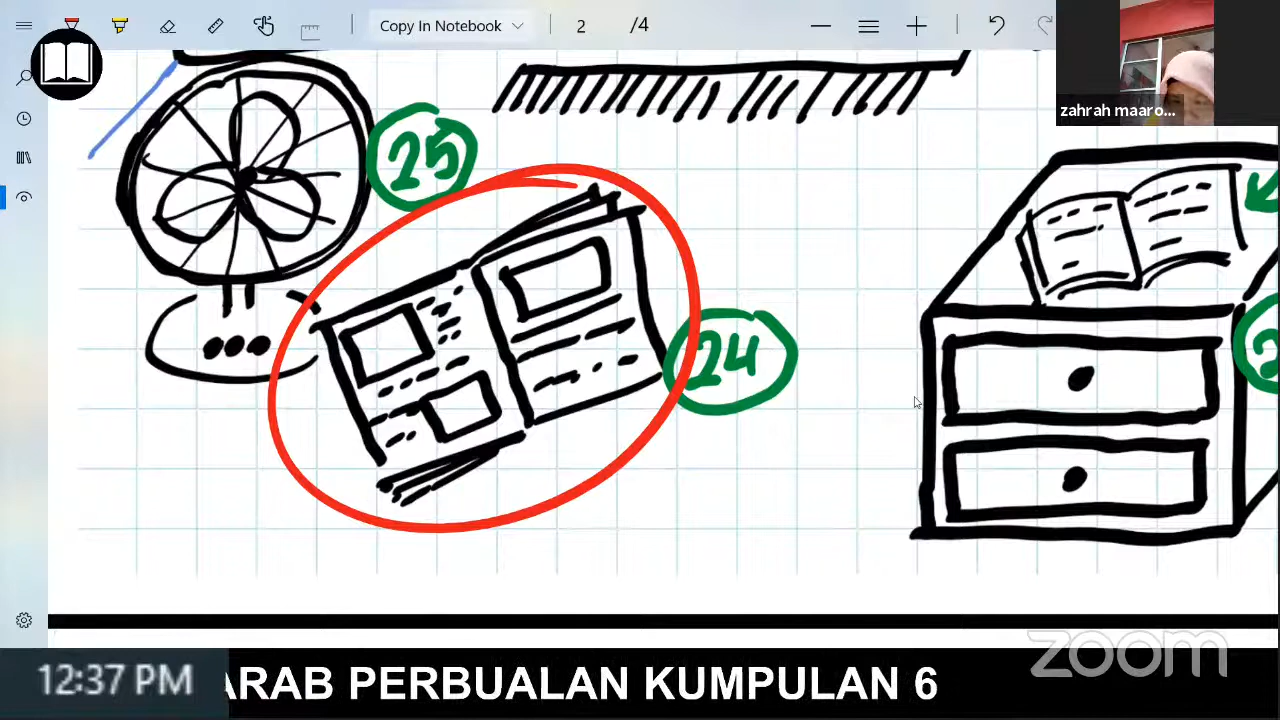 Copy In Notebook 2 /4
zahrah maaro...
25
24
zoom
12:37 PM ARAB PERBUALAN KUMPULAN 6